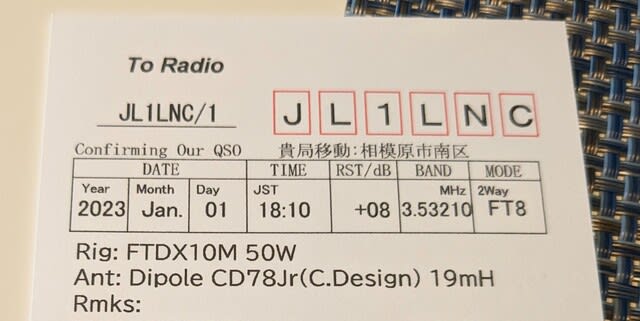 To Radio
JL1LNC/1 JL1LNC
Confirming Our QSO 貴局移動:相模原市南区
DATE TIME RST/dB BAND MODE
Year Month Day JST MHz 2Way
2023 Jan. 01 18:10 +08 3.53210 FT8
Rig: FTDX10M 50W
Ant: Dipole CD78Jr(C.Design) 19mH
Rmks: